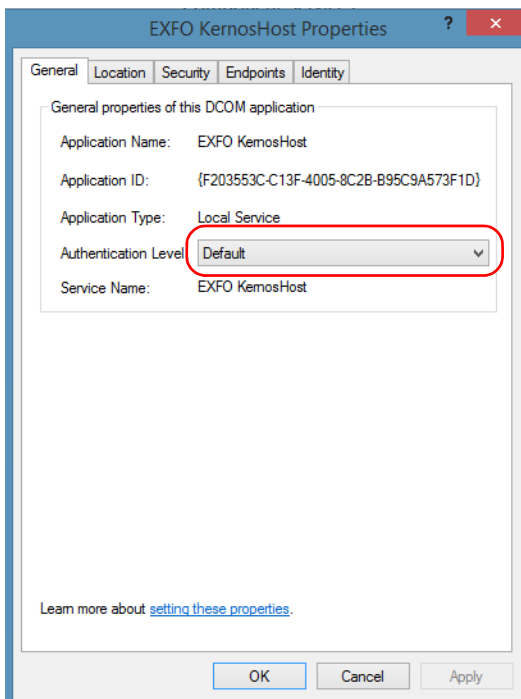 EXFO KernosHost Properties
?
×
General Location Security Endpoints Identity
General properties of this DCOM application
Application Name: EXFO KernosHost
Application ID: {F203553C-C13F-4005-8C2B-B95C9A573F1D}
Application Type: Local Service
Authentication Level Default
Service Name: EXFO KernosHost
Learn more about setting these properties.
OK Cancel Apply